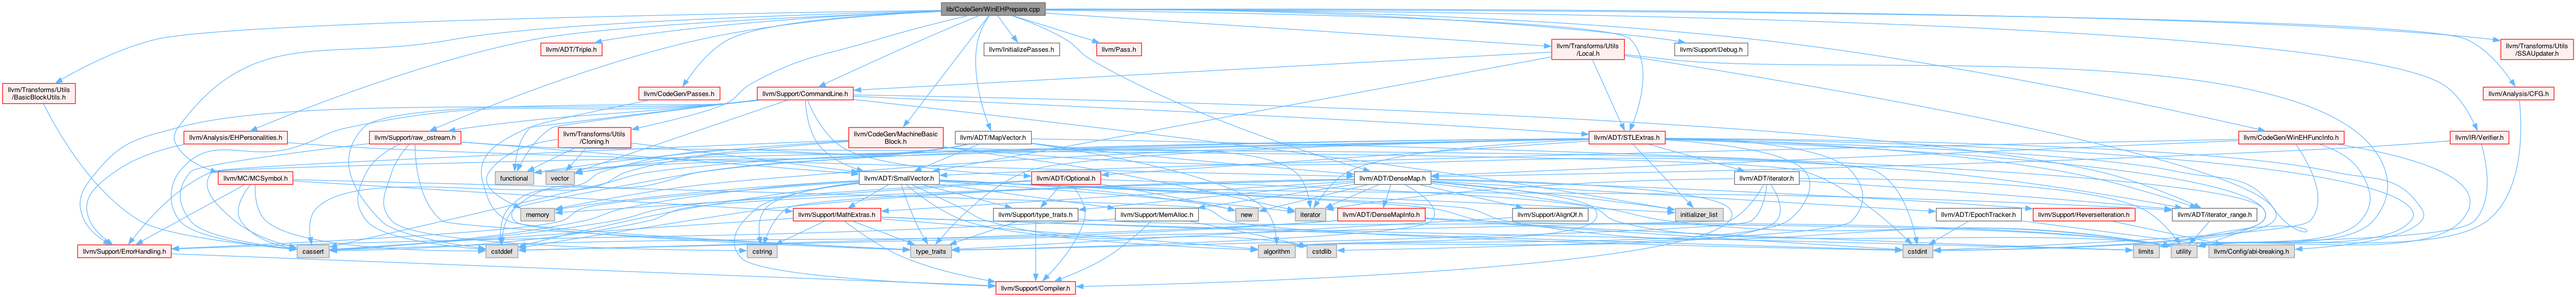 lib/CodeGen/WinEHPrepare.cpp
llvm/ADT/Triple.h
llvm/InitializePasses.h
llvm/Pass.h
llvm/Transforms/Utils
/Local.h
llvm/Support/Debug.h
llvm/Transforms/Utils
/SSAUpdater.h
llvm/Transforms/Utils
/BasicBlockUtils.h
llvm/CodeGen/Passes.h
llvm/Support/CommandLine.h
llvm/Analysis/CFG.h
llvm/Analysis/EHPersonalities.h
llvm/Support/raw_ostream.h
llvm/Transforms/Utils
/Cloning.h
llvm/CodeGen/MachineBasic
Block.h
llvm/ADT/MapVector.h
llvm/ADT/STLExtras.h
llvm/CodeGen/WinEHFuncInfo.h
llvm/IR/Verifier.h
llvm/MC/MCSymbol.h
functional
vector
llvm/ADT/SmallVector.h
llvm/ADT/Optional.h
llvm/ADT/DenseMap.h
llvm/ADT/iterator.h
memory
llvm/Support/MathExtras.h
llvm/Support/type_traits.h
llvm/Support/MemAlloc.h
new
iterator
llvm/ADT/DenseMapInfo.h
llvm/Support/AlignOf.h
initializer_list
llvm/ADT/EpochTracker.h
llvm/Support/ReverseIteration.h
llvm/ADT/iterator_range.h
llvm/Support/ErrorHandling.h
cassert
cstddef
cstring
type_traits
algorithm
cstdlib
cstdint
limits
utility
llvm/Config/abi-breaking.h
llvm/Support/Compiler.h